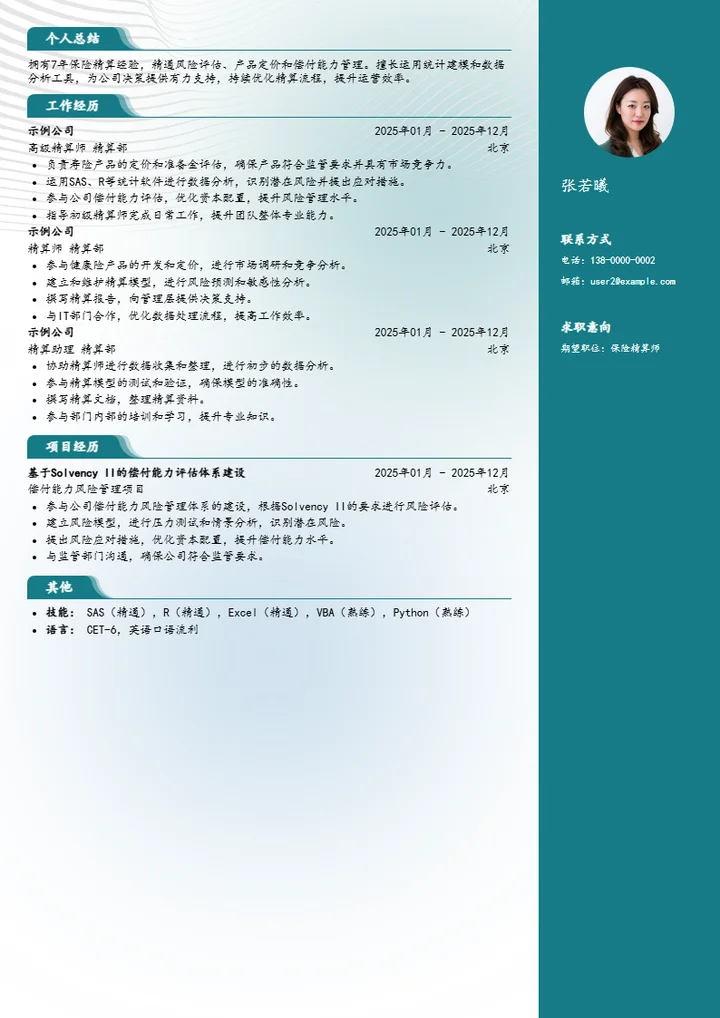 个人总结
拥有7年保险精算经验，精通风险评估、产品定价和偿付能力管理。擅长运用统计建模和数据
分析工具，为公司决策提供有力支持，持续优化精算流程，提升运营效率。
工作经历
示例公司 2025年01月 - 2025年12月
高级精算师 精算部 北京
• 负责寿险产品的定价和准备金评估，确保产品符合监管要求并具有市场竞争力。
• 运用SAS、R等统计软件进行数据分析，识别潜在风险并提出应对措施。
• 参与公司偿付能力评估，优化资本配置，提升风险管理水平。
• 指导初级精算师完成日常工作，提升团队整体专业能力。
示例公司 2025年01月 - 2025年12月
精算师 精算部 北京
• 参与健康险产品的开发和定价，进行市场调研和竞争分析。
• 建立和维护精算模型，进行风险预测和敏感性分析。
• 撰写精算报告，向管理层提供决策支持。
• 与IT部门合作，优化数据处理流程，提高工作效率。
示例公司 2025年01月 - 2025年12月
精算助理 精算部 北京
• 协助精算师进行数据收集和整理，进行初步的数据分析。
• 参与精算模型的测试和验证，确保模型的准确性。
• 撰写精算文档，整理精算资料。
• 参与部门内部的培训和学习，提升专业知识。
项目经历
基于Solvency II的偿付能力评估体系建设 2025年01月 - 2025年12月
偿付能力风险管理项目 北京
• 参与公司偿付能力风险管理体系的建设，根据Solvency II的要求进行风险评估。
• 建立风险模型，进行压力测试和情景分析，识别潜在风险。
• 提出风险应对措施，优化资本配置，提升偿付能力水平。
• 与监管部门沟通，确保公司符合监管要求。
其他
• 技能： SAS（精通），R（精通），Excel（精通），VBA（熟练），Python（熟练）
• 语言： CET-6，英语口语流利
张若曦
联系方式
电话：138-0000-0002
邮箱：user2@example.com
求职意向
期望职位：保险精算师